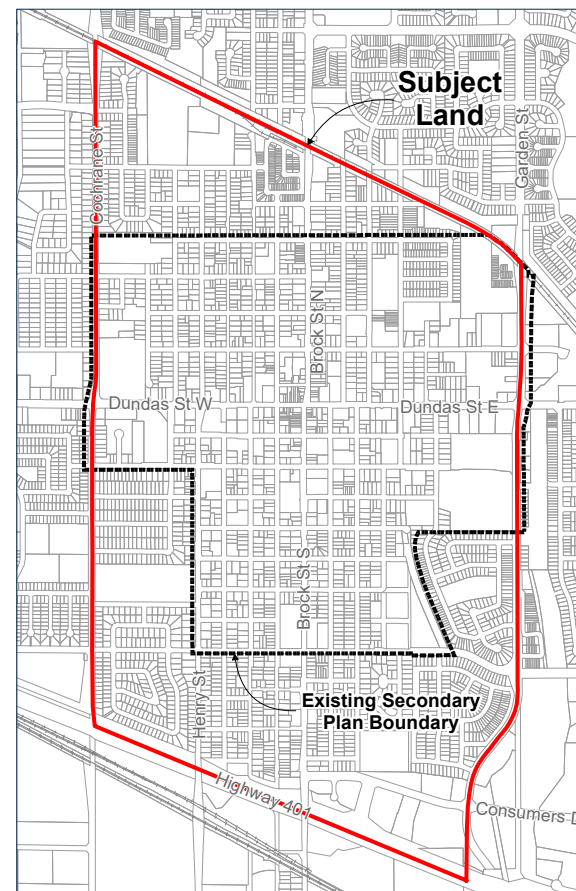 Subject
Land
Cochrane St
Garden St
Brock St N
Dundas St W
Dundas St E
Brock St S
Henry St
Existing Secondary
Plan Boundary
Highway 401
Consumers D